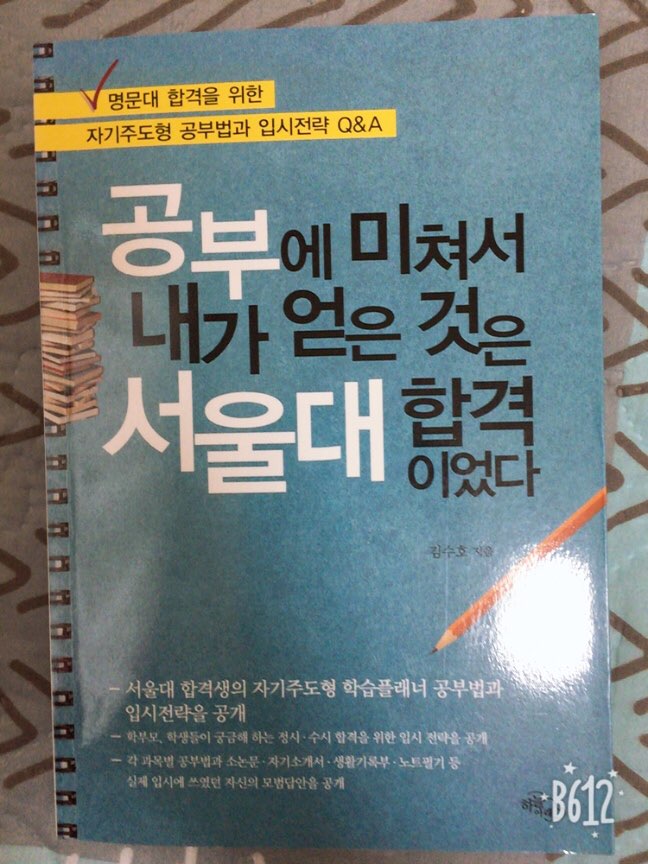 명문대 합격을 위한
자기주도형 공부법과 입시전략 Q&A
공부에 미쳐서
내가 얻은 것은
서울대 합격
이었다
김수호 지음
- 서울대 합격생의 자기주도형 학습플래너 공부법과
입시전략을 공개
- 학부모, 학생들이 궁금해 하는 정시·수시 합격을 위한 입시 전략을 공개
- 각 과목별 공부법과 소논문·자기소개서·생활기록부·노트필기 등
실제 입시에 쓰였던 자신의 모범답안을 공개
B612